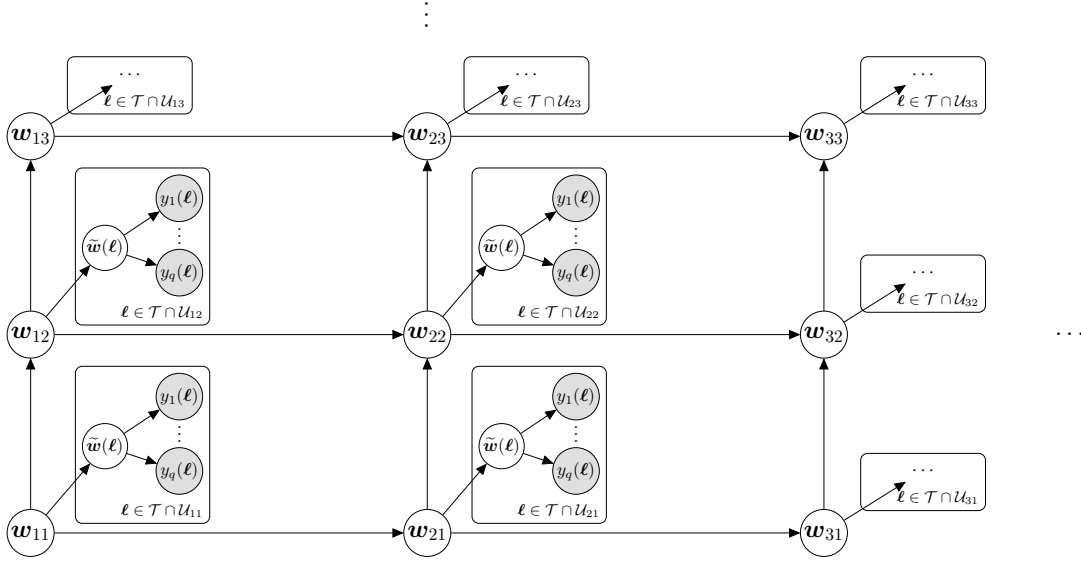 ⋮
⋯ ⋯ ⋯
ℓ ∈ 𝒯 ∩ 𝒰₁₃ ℓ ∈ 𝒯 ∩ 𝒰₂₃ ℓ ∈ 𝒯 ∩ 𝒰₃₃
w₁₃ w₂₃ w₃₃
y₁(ℓ) y₁(ℓ)
⋮ ⋮
w̃(ℓ) w̃(ℓ)
y_q(ℓ) y_q(ℓ) ⋯
ℓ ∈ 𝒯 ∩ 𝒰₁₂ ℓ ∈ 𝒯 ∩ 𝒰₂₂ ℓ ∈ 𝒯 ∩ 𝒰₃₂
w₁₂ w₂₂ w₃₂ ⋯
y₁(ℓ) y₁(ℓ)
⋮ ⋮
w̃(ℓ) w̃(ℓ)
y_q(ℓ) y_q(ℓ) ⋯
ℓ ∈ 𝒯 ∩ 𝒰₁₁ ℓ ∈ 𝒯 ∩ 𝒰₂₁ ℓ ∈ 𝒯 ∩ 𝒰₃₁
w₁₁ w₂₁ w₃₁